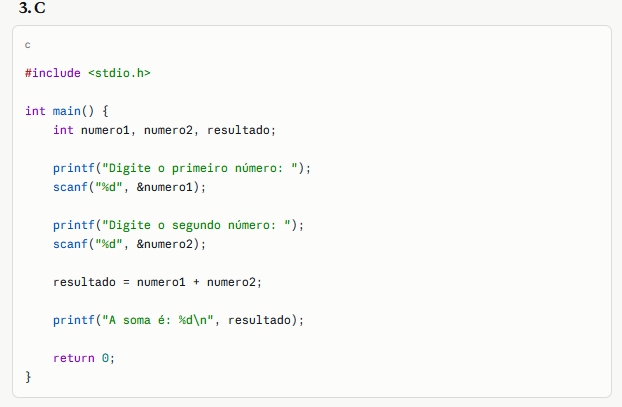 3. C
c
#include <stdio.h>
int main() {
    int numero1, numero2, resultado;
    printf("Digite o primeiro número: ");
    scanf("%d", &numero1);
    printf("Digite o segundo número: ");
    scanf("%d", &numero2);
    resultado = numero1 + numero2;
    printf("A soma é: %d\n", resultado);
    return 0;
}